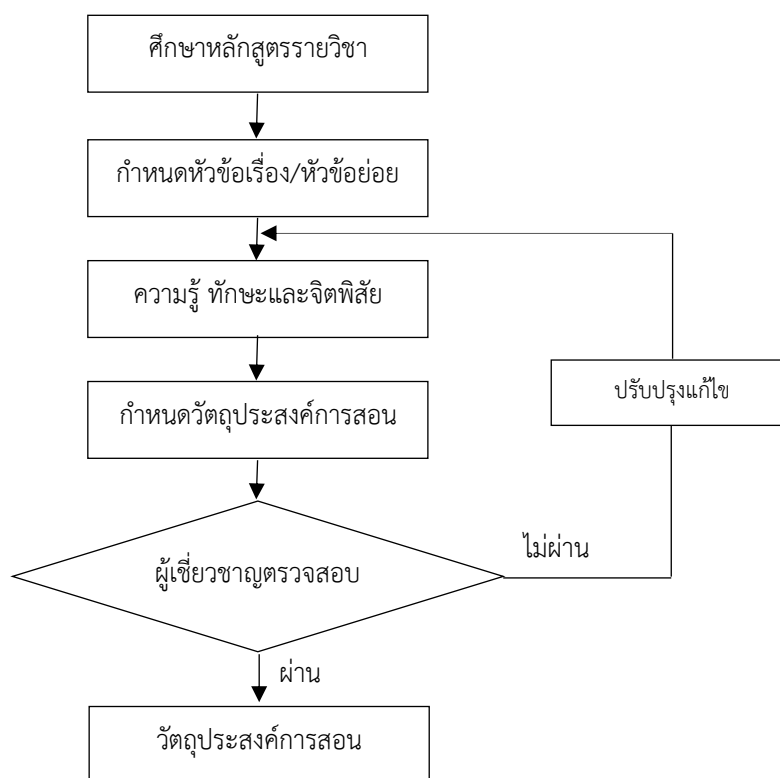 ศึกษาหลักสูตรรายวิชา
กำหนดหัวข้อเรื่อง/หัวข้อย่อย
ความรู้ ทักษะและจิตพิสัย
กำหนดวัตถุประสงค์การสอน
ปรับปรุงแก้ไข
ผู้เชี่ยวชาญตรวจสอบ
ไม่ผ่าน
ผ่าน
วัตถุประสงค์การสอน